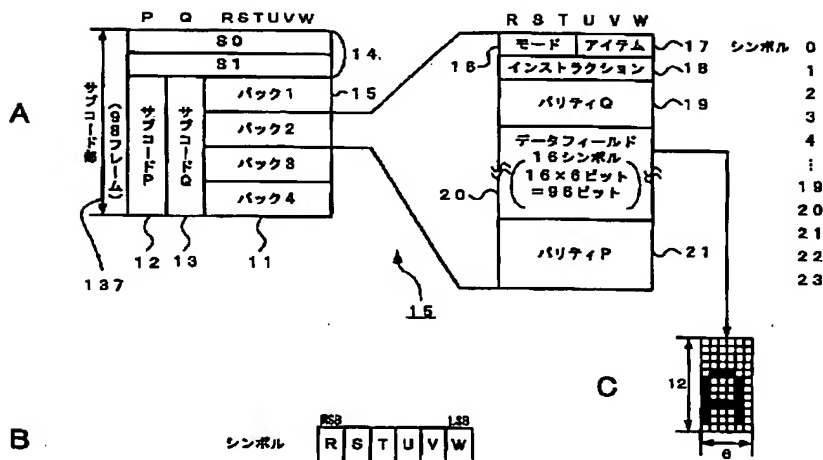 P Q RSTUVW
S0
S1
14
パック1
15
パック2
パック3
パック4
サブコード部
(98フレーム)
サブコードP
サブコードQ
A
137
12
13
11
15
R S T U V W
モード
アイテム
16
17
インストラクション
18
パリティQ
19
データフィールド
16シンボル
16×6ビット
=96ビット
20
パリティP
21
シンボル 0
1
2
3
4
⋮
19
20
21
22
23
C
12
6
B
シンボル
RSB
LSB
R S T U V W